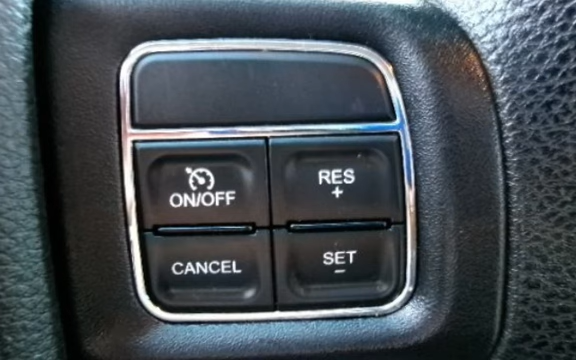 ON/OFF
RES
+
CANCEL
SET
-